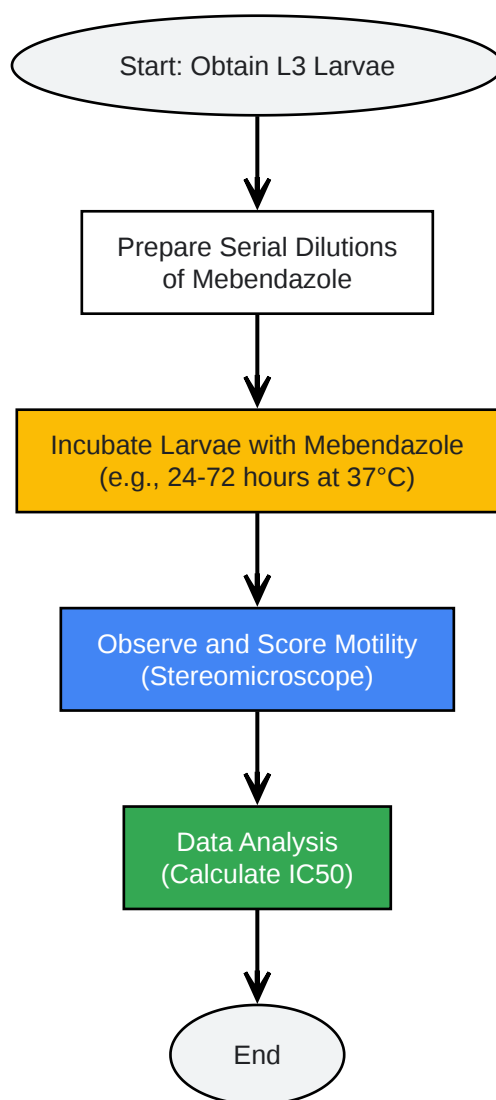 Start: Obtain L3 Larvae
Prepare Serial Dilutions
of Mebendazole
Incubate Larvae with Mebendazole
(e.g., 24-72 hours at 37°C)
Observe and Score Motility
(Stereomicroscope)
Data Analysis
(Calculate IC50)
End